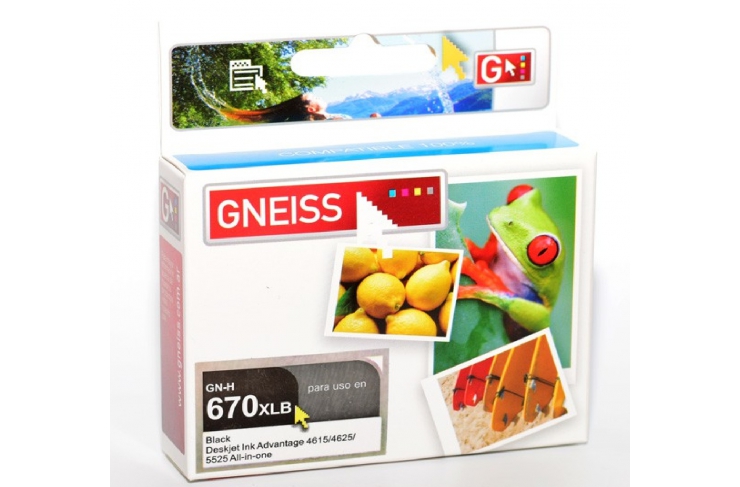 G
COMPATIBLE 100%
GNEISS
G
www.gneiss.com.ar
GN-H
para uso en
670XLB
Black
Deskjet Ink Advantage 4615/4625/
5525 All-in-one